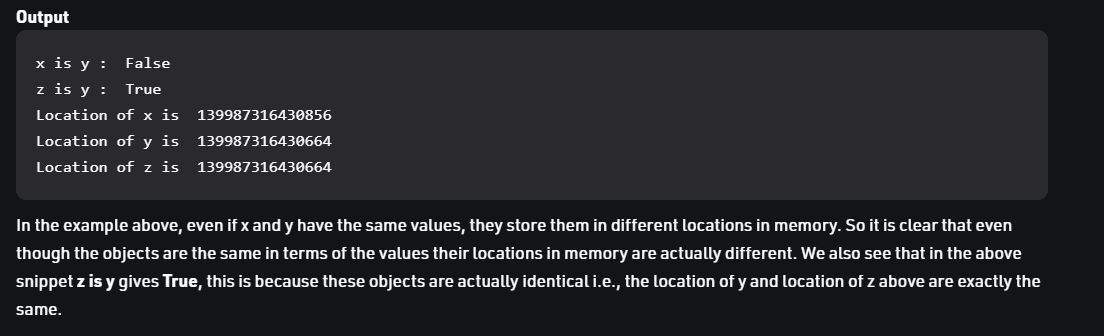 Output
x is y :  False
z is y :  True
Location of x is  139987316430856
Location of y is  139987316430664
Location of z is  139987316430664
In the example above, even if x and y have the same values, they store them in different locations in memory. So it is clear that even
though the objects are the same in terms of the values their locations in memory are actually different. We also see that in the above
snippet z is y gives True, this is because these objects are actually identical i.e., the location of y and location of z above are exactly the
same.